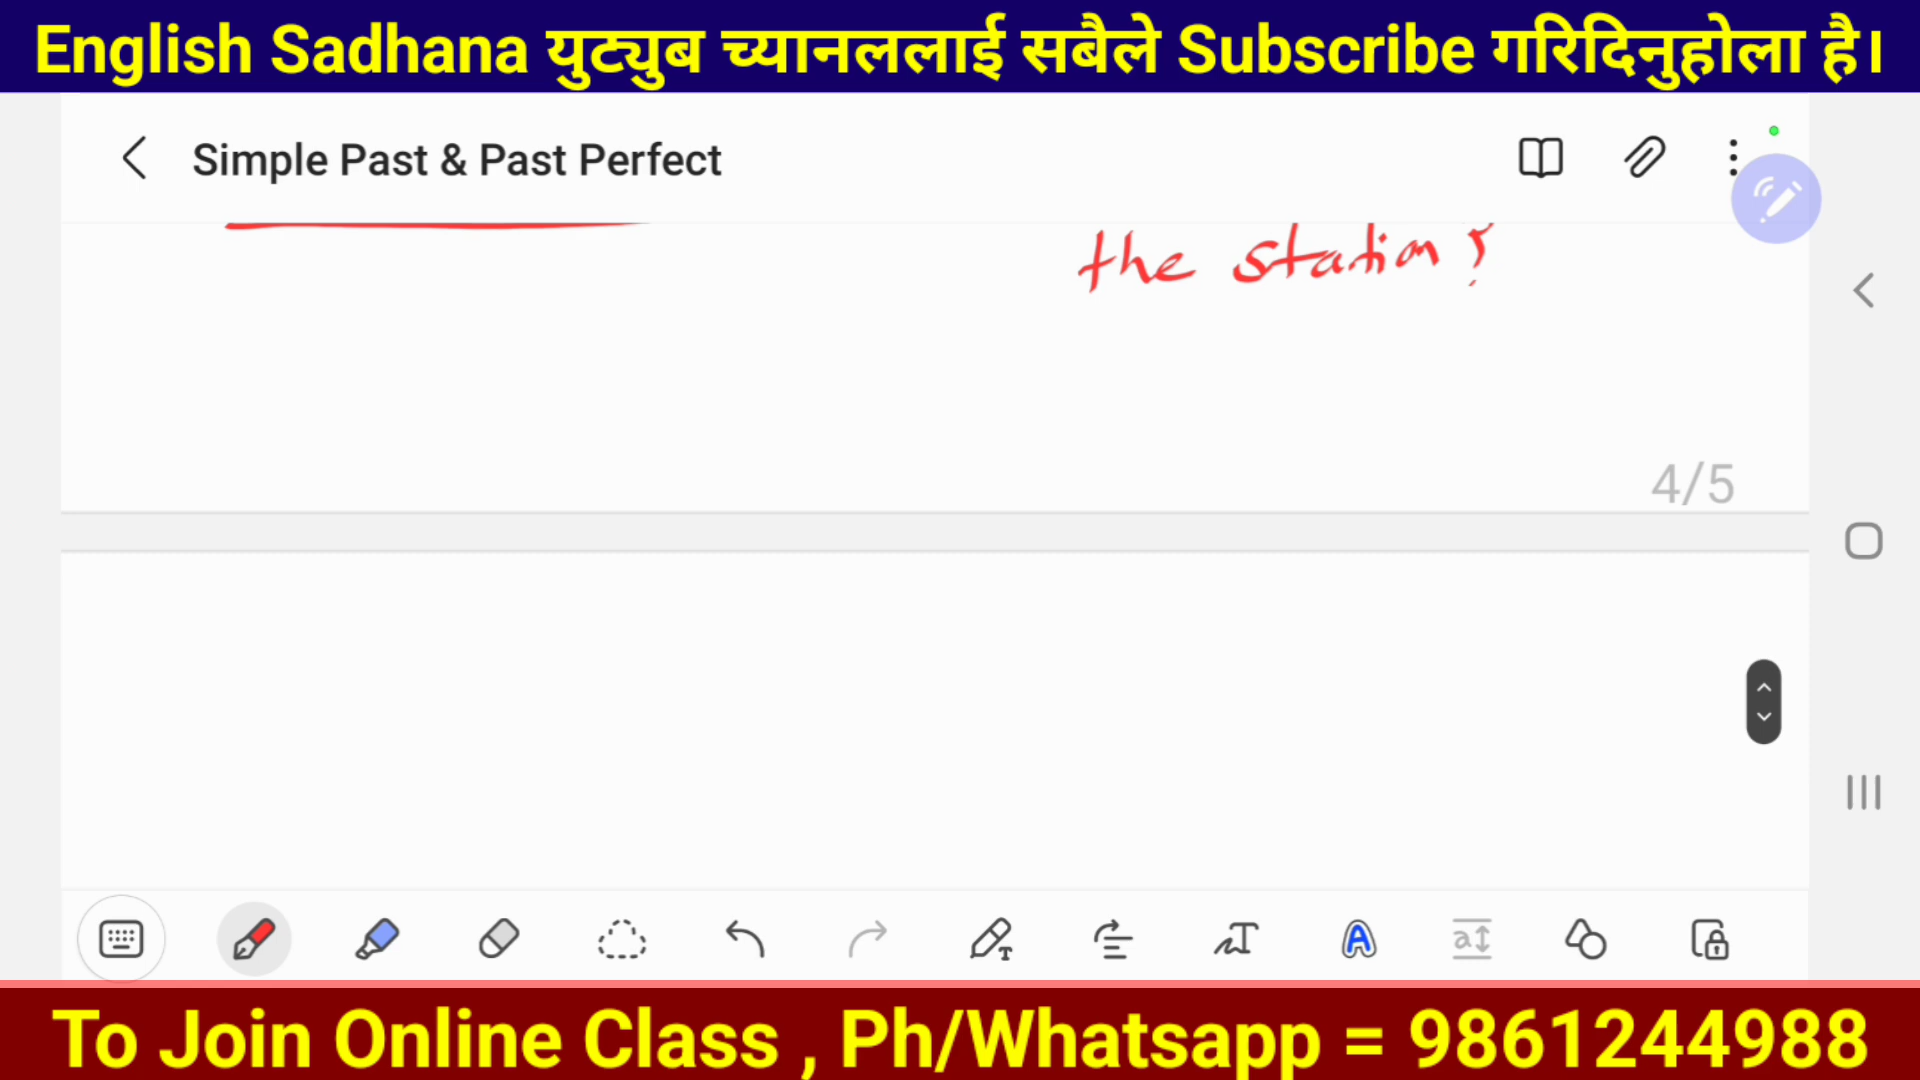 English Sadhana युट्युब च्यानललाई सबैले Subscribe गरिदिनुहोला है।
Simple Past & Past Perfect
the station?
4/5
To Join Online Class , Ph/Whatsapp = 9861244988